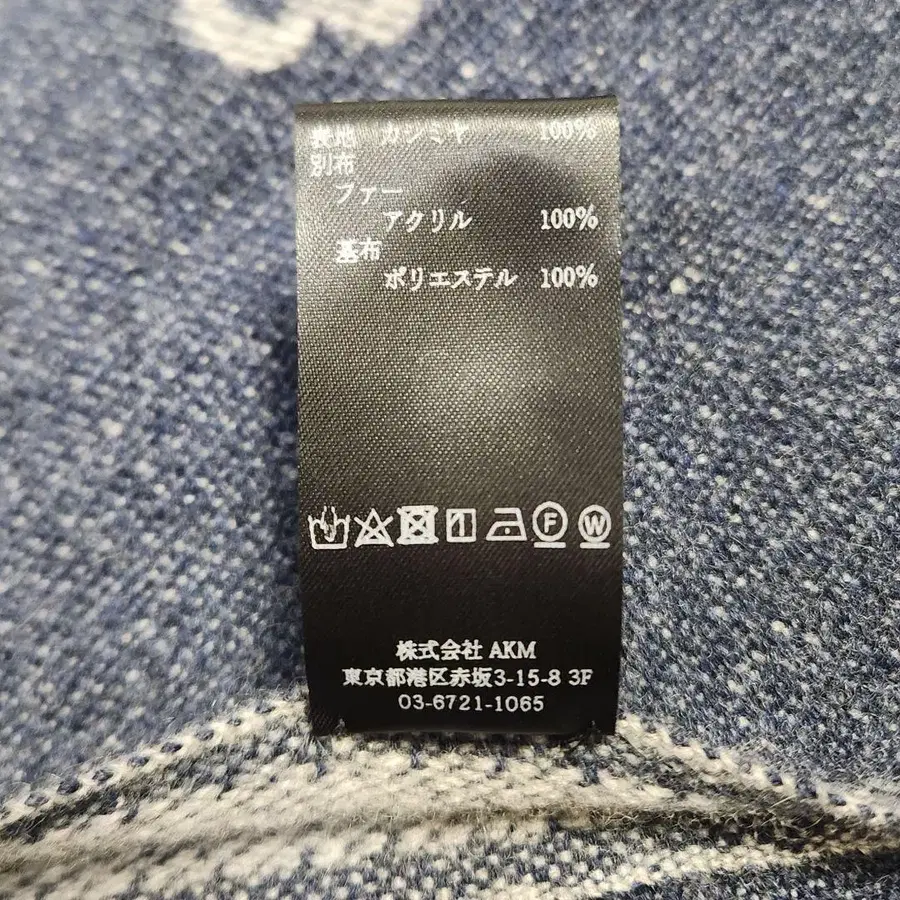 表地 カシミヤ 100%
別布
ファー
アクリル 100%
基布
ポリエステル 100%
F W
株式会社 AKM
東京都港区赤坂3-15-8 3F
03-6721-1065